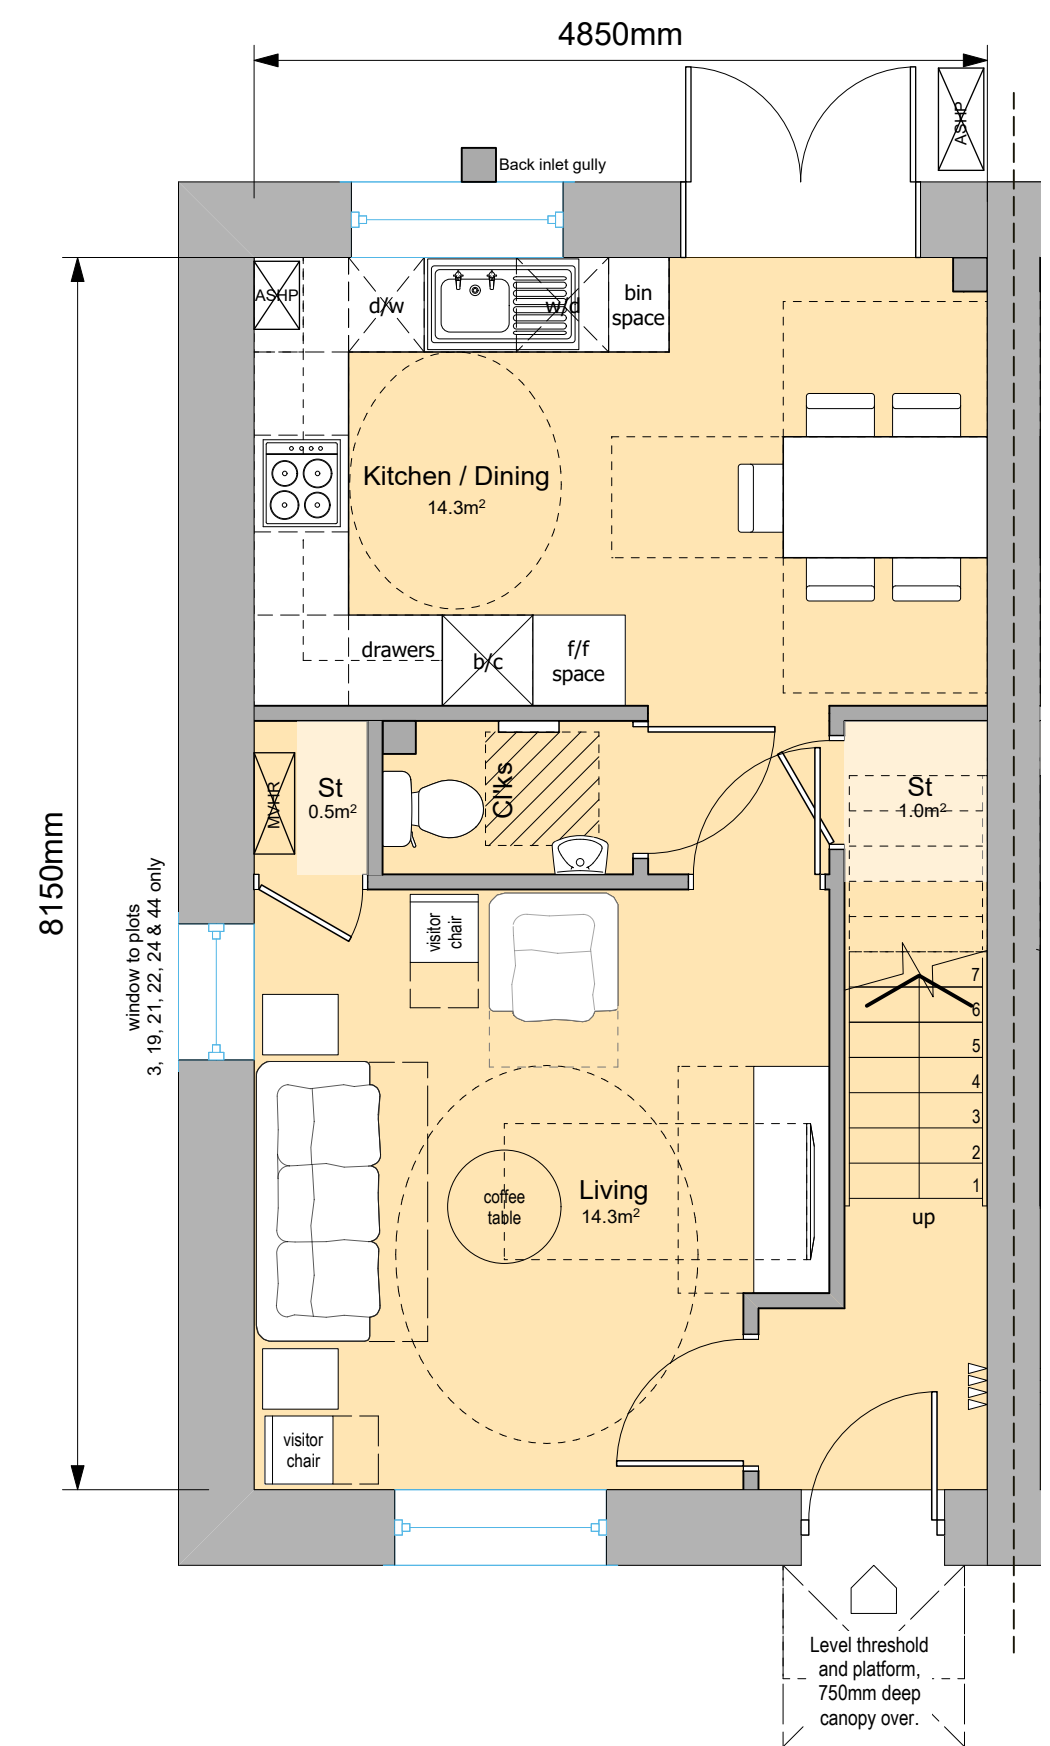 4850mm
ASHP
Back inlet gully
ASHP
d/w
w/d
bin
space
Kitchen / Dining
14.3m²
drawers
b/c
f/f
space
MVHR
St
0.5m²
Cl'ks
St
1.0m²
8150mm
window to plots
3, 19, 21, 22, 24 & 44 only
visitor
chair
7
6
5
4
3
2
1
up
coffee
table
Living
14.3m²
visitor
chair
Level threshold
and platform,
750mm deep
canopy over.